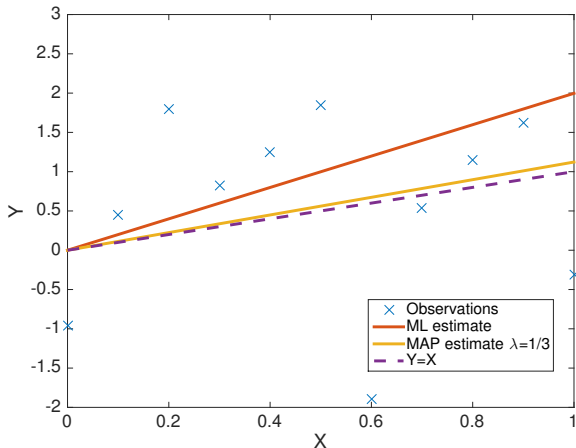 3
2.5
2
1.5
1
0.5
0
-0.5
-1
-1.5
-2
Y
Observations
ML estimate
MAP estimate λ=1/3
Y=X
0 0.2 0.4 0.6 0.8 1
X